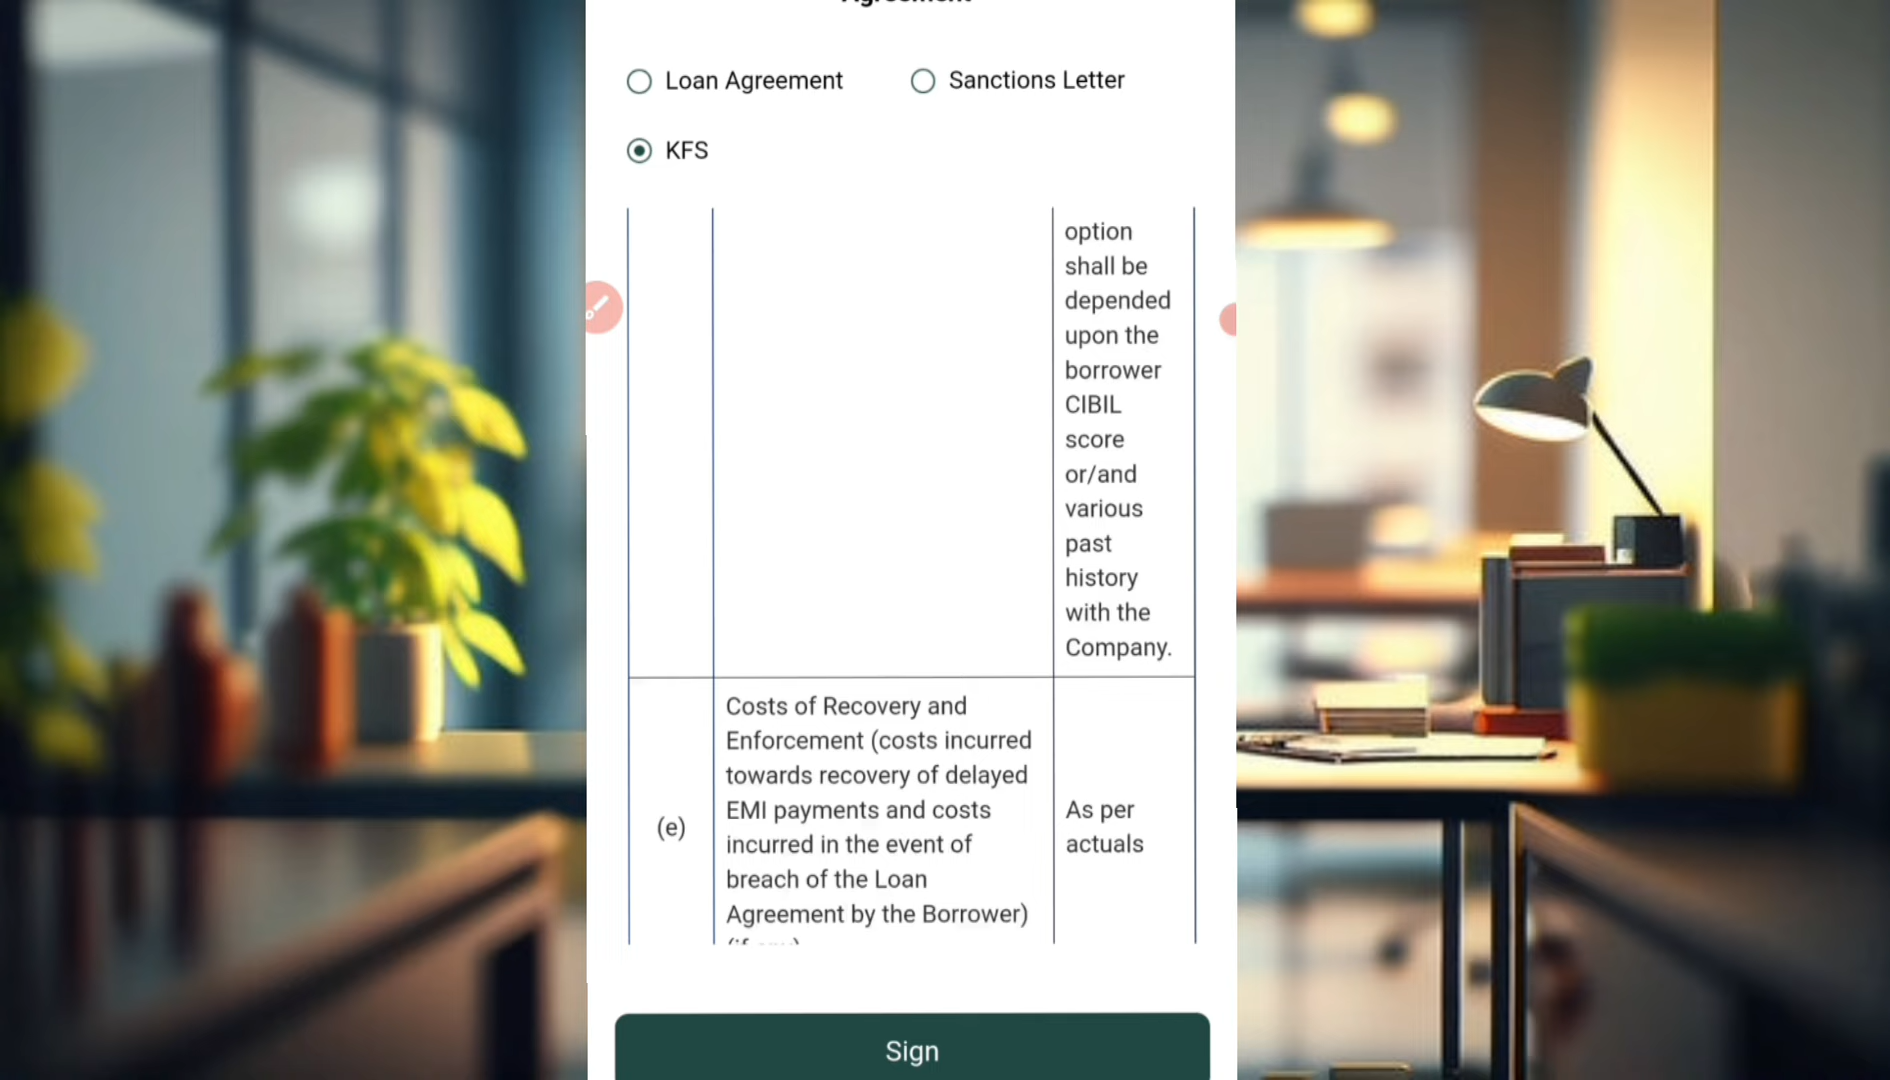 Agreement
Loan Agreement
Sanctions Letter
KFS
option
shall be
depended
upon the
borrower
CIBIL
score
or/and
various
past
history
with the
Company.
(e)
Costs of Recovery and
Enforcement (costs incurred
towards recovery of delayed
EMI payments and costs
incurred in the event of
breach of the Loan
Agreement by the Borrower)
As per
actuals
Sign